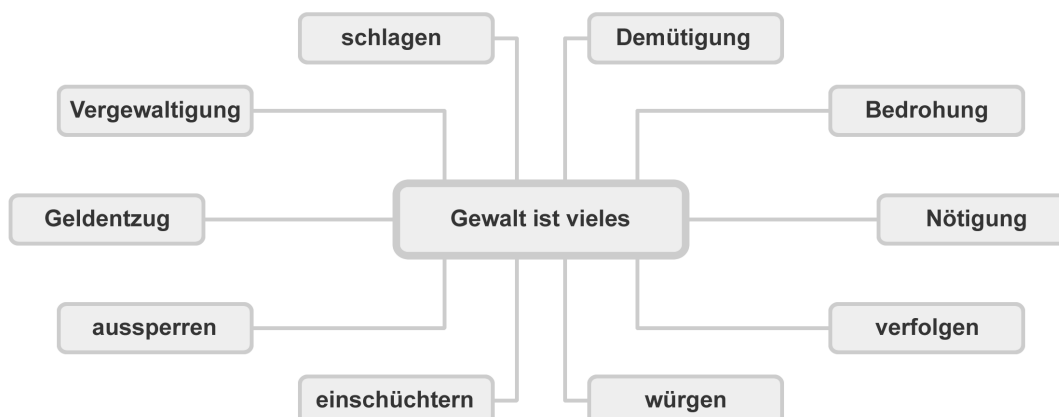 schlagen
Demütigung
Vergewaltigung
Bedrohung
Geldentzug
Gewalt ist vieles
Nötigung
aussperren
verfolgen
einschüchtern
würgen